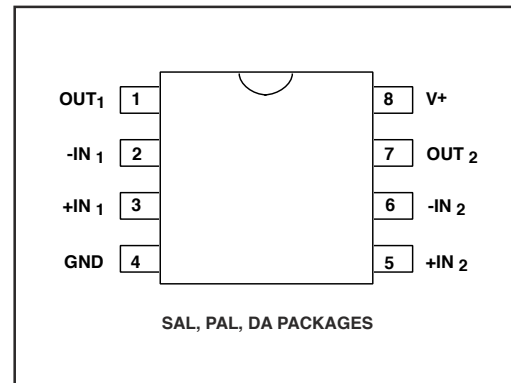 OUT1 1 8 V+
-IN 1 2 7 OUT 2
+IN 1 3 6 -IN 2
GND 4 5 +IN 2
SAL, PAL, DA PACKAGES